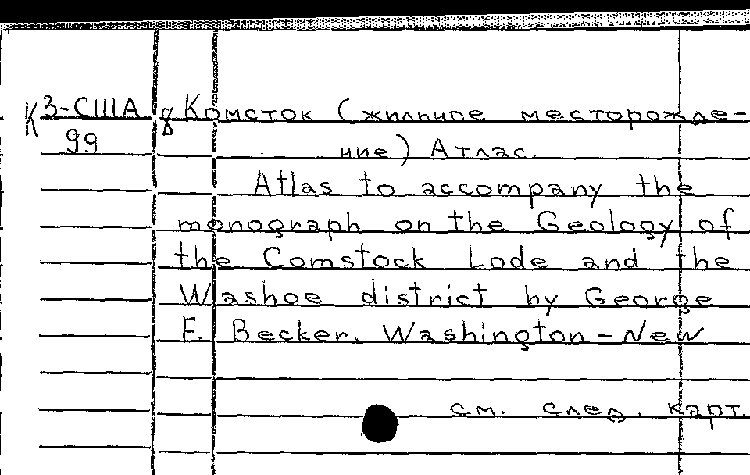 К З-США 8 Комсток (жильное месторожде-
99 ние) Атлас.
Atlas to accompany the
monograph on the Geology of
the Comstock Lode and the
Washoe district by George
F. Becker. Washington - New
см. след. карт.